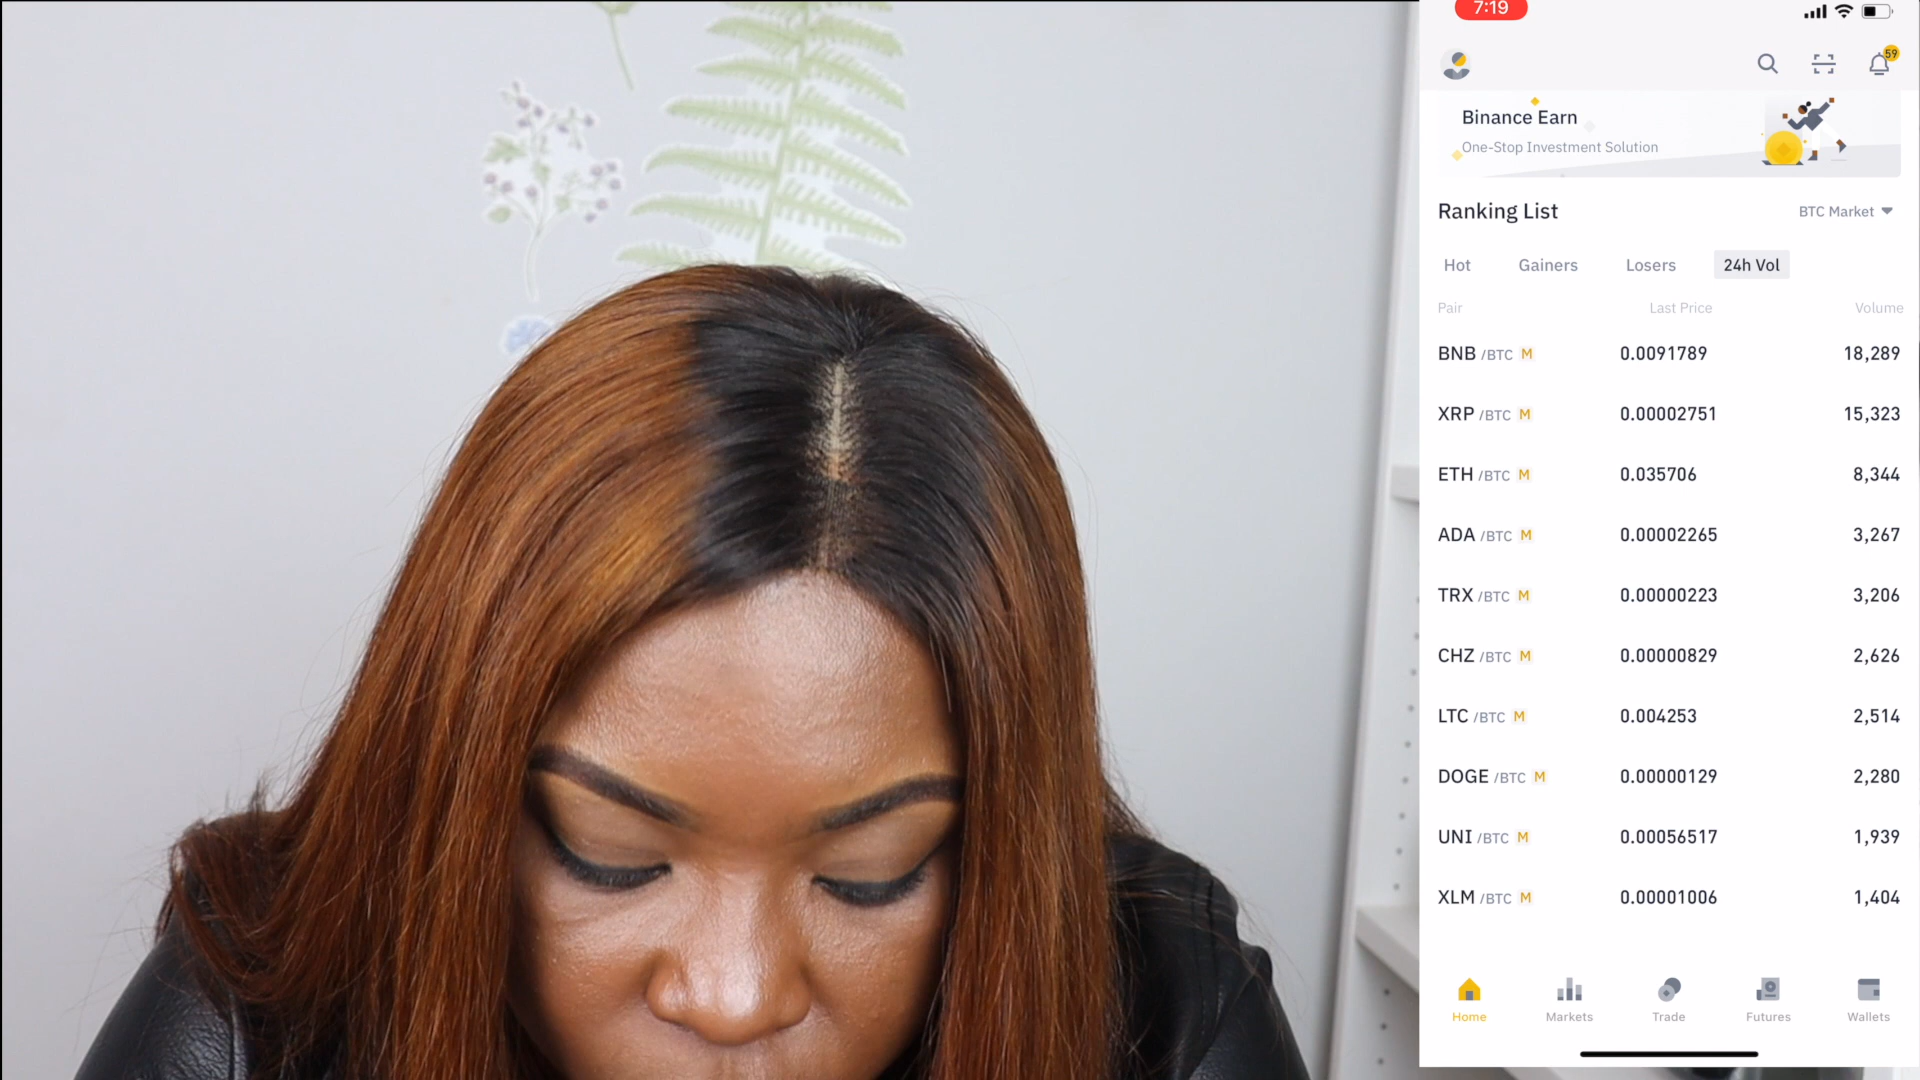 7:19
59
Binance Earn
One-Stop Investment Solution
Ranking List
BTC Market
Hot Gainers Losers 24h Vol
Pair Last Price Volume
BNB /BTC M 0.0091789 18,289
XRP /BTC M 0.00002751 15,323
ETH /BTC M 0.035706 8,344
ADA /BTC M 0.00002265 3,267
TRX /BTC M 0.00000223 3,206
CHZ /BTC M 0.00000829 2,626
LTC /BTC M 0.004253 2,514
DOGE /BTC M 0.00000129 2,280
UNI /BTC M 0.00056517 1,939
XLM /BTC M 0.00001006 1,404
Home Markets Trade Futures Wallets